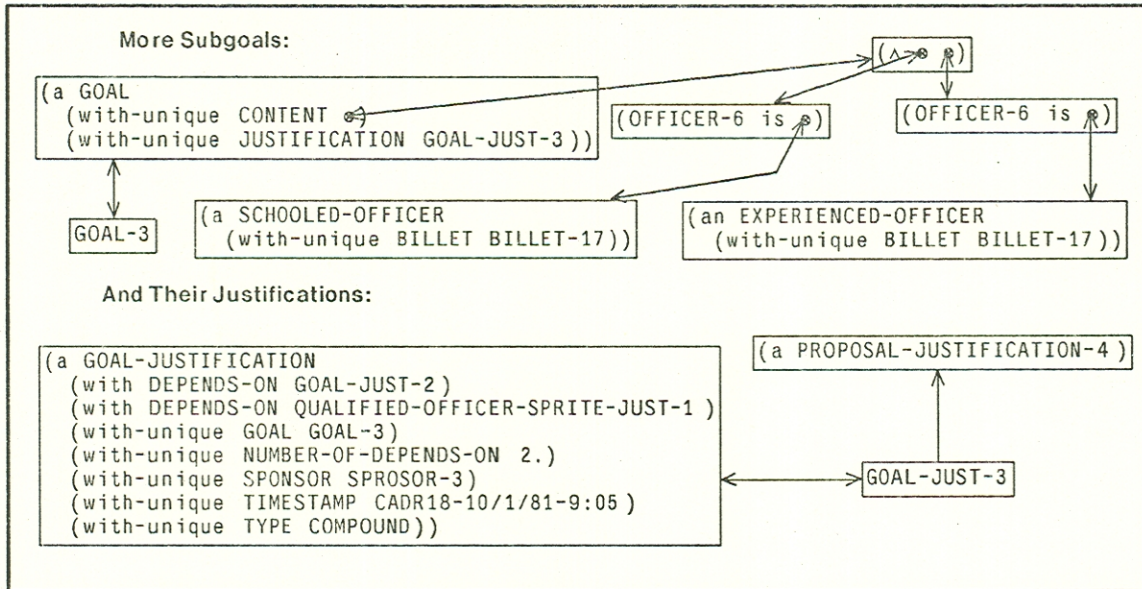 More Subgoals:
(∧ ⊗ ⊗)
(a GOAL
(with-unique CONTENT ⊗)
(with-unique JUSTIFICATION GOAL-JUST-3))
(OFFICER-6 is ⊗)
(OFFICER-6 is ⊗)
GOAL-3
(a SCHOOLED-OFFICER
(with-unique BILLET BILLET-17))
(an EXPERIENCED-OFFICER
(with-unique BILLET BILLET-17))
And Their Justifications:
(a GOAL-JUSTIFICATION
(with DEPENDS-ON GOAL-JUST-2)
(with DEPENDS-ON QUALIFIED-OFFICER-SPRITE-JUST-1)
(with-unique GOAL GOAL-3)
(with-unique NUMBER-OF-DEPENDS-ON 2.)
(with-unique SPONSOR SPROSOR-3)
(with-unique TIMESTAMP CADR18-10/1/81-9:05)
(with-unique TYPE COMPOUND))
(a PROPOSAL-JUSTIFICATION-4)
GOAL-JUST-3